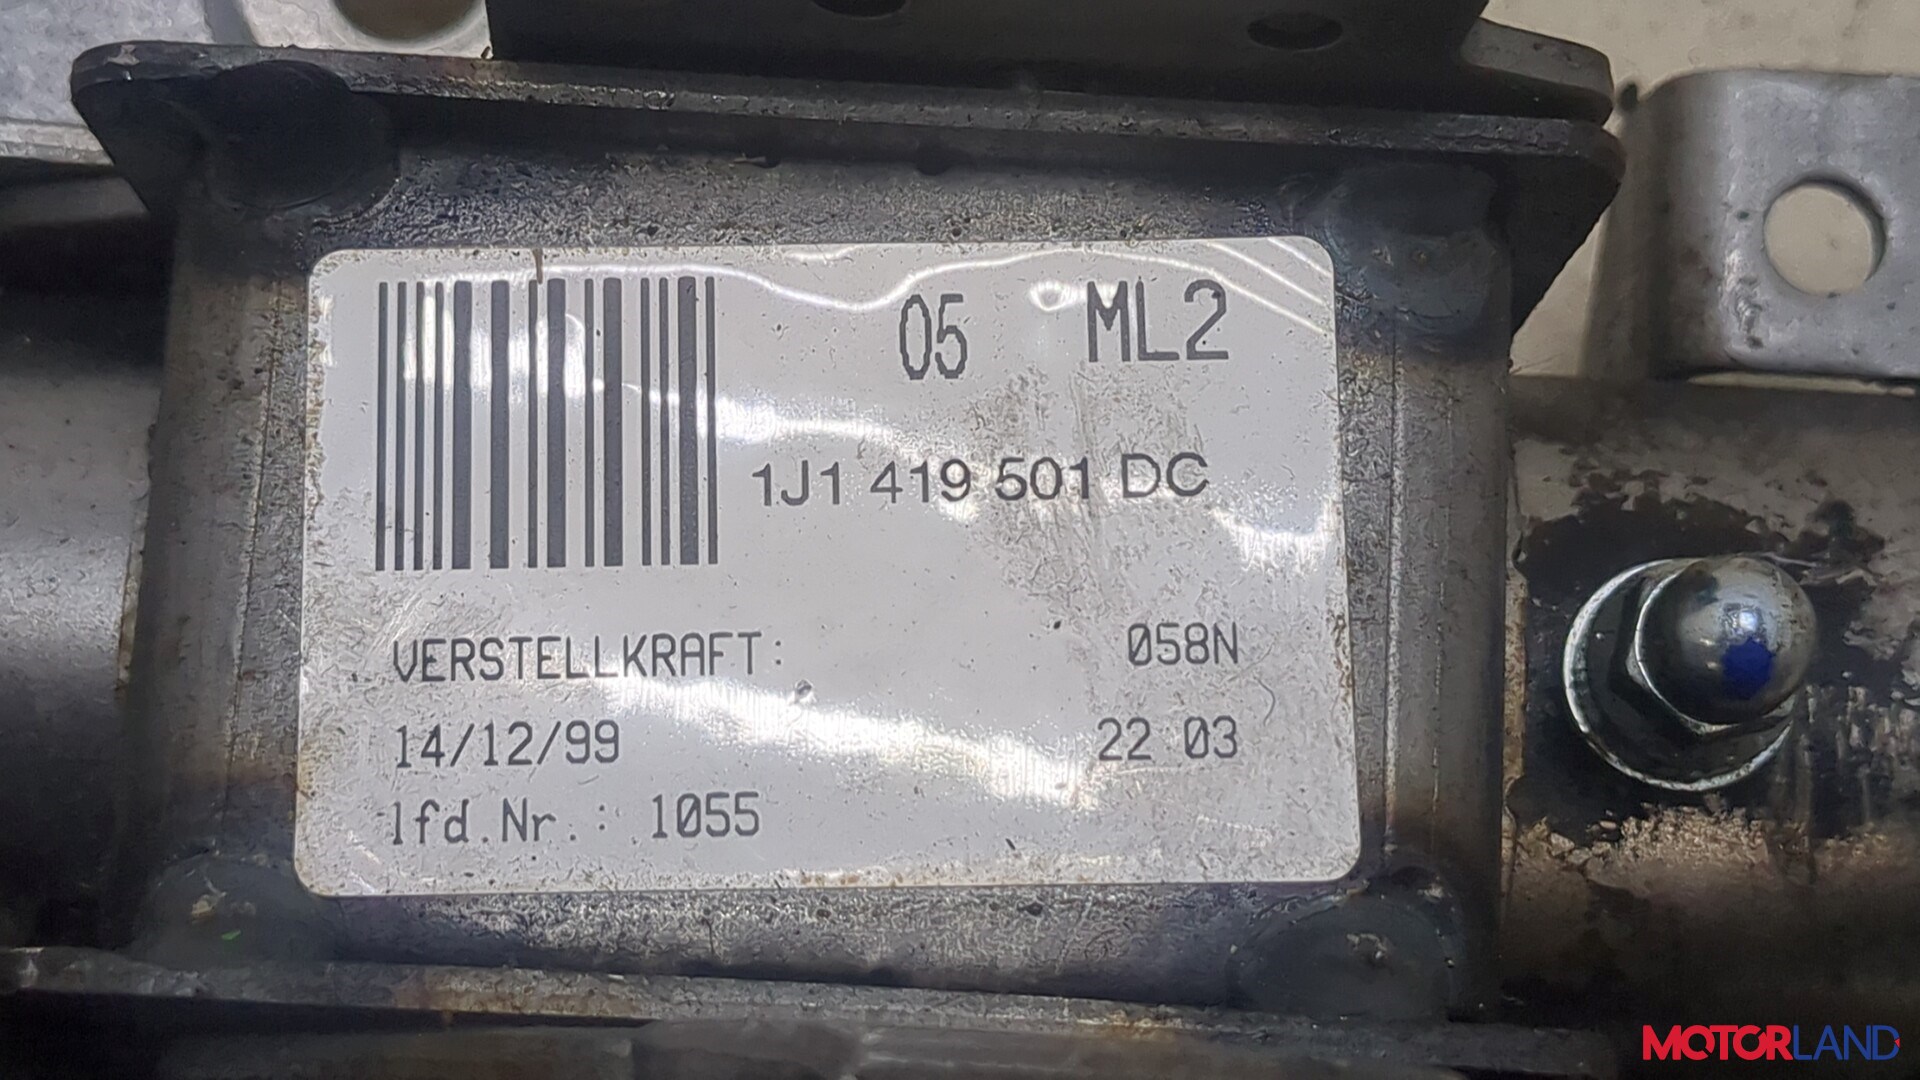 05 ML2
1J1 419 501 DC
VERSTELLKRAFT: 058N
14/12/99 22 03
lfd.Nr.: 1055
MOTORLAND